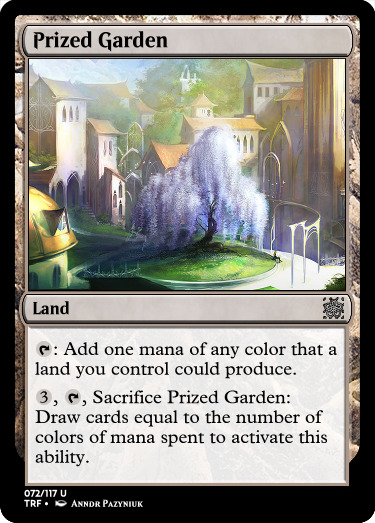 Prized Garden
Land
: Add one mana of any color that a
land you control could produce.
3, , Sacrifice Prized Garden:
Draw cards equal to the number of
colors of mana spent to activate this
ability.
072/117 U
TRF • Anndr Pazyniuk